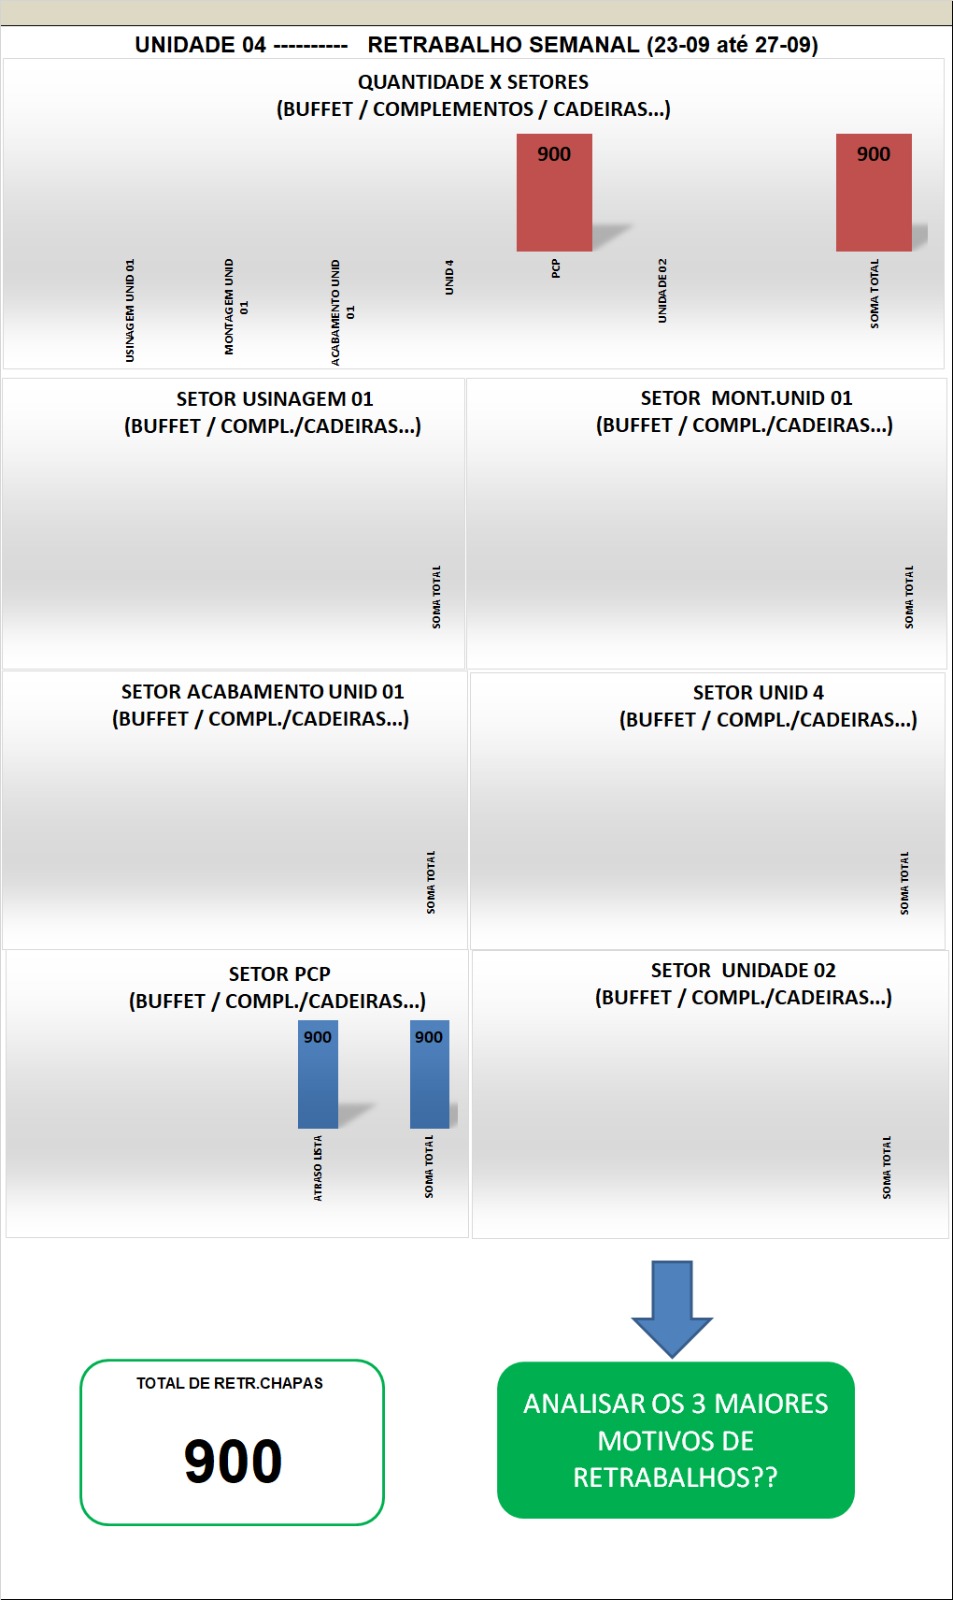 UNIDADE 04 ---------- RETRABALHO SEMANAL (23-09 até 27-09)
QUANTIDADE X SETORES
(BUFFET / COMPLEMENTOS / CADEIRAS...)
900
900
USINAGEM UNID 01
MONTAGEM UNID
01
ACABAMENTO UNID
01
UNID 4
PCP
UNIDADE 02
SOMA TOTAL
SETOR USINAGEM 01
(BUFFET / COMPL./CADEIRAS...)
SOMA TOTAL
SETOR MONT.UNID 01
(BUFFET / COMPL./CADEIRAS...)
SOMA TOTAL
SETOR ACABAMENTO UNID 01
(BUFFET / COMPL./CADEIRAS...)
SOMA TOTAL
SETOR UNID 4
(BUFFET / COMPL./CADEIRAS...)
SOMA TOTAL
SETOR PCP
(BUFFET / COMPL./CADEIRAS...)
900
900
ATRASO LISTA
SOMA TOTAL
SETOR UNIDADE 02
(BUFFET / COMPL./CADEIRAS...)
SOMA TOTAL
TOTAL DE RETR.CHAPAS
900
ANALISAR OS 3 MAIORES
MOTIVOS DE
RETRABALHOS??